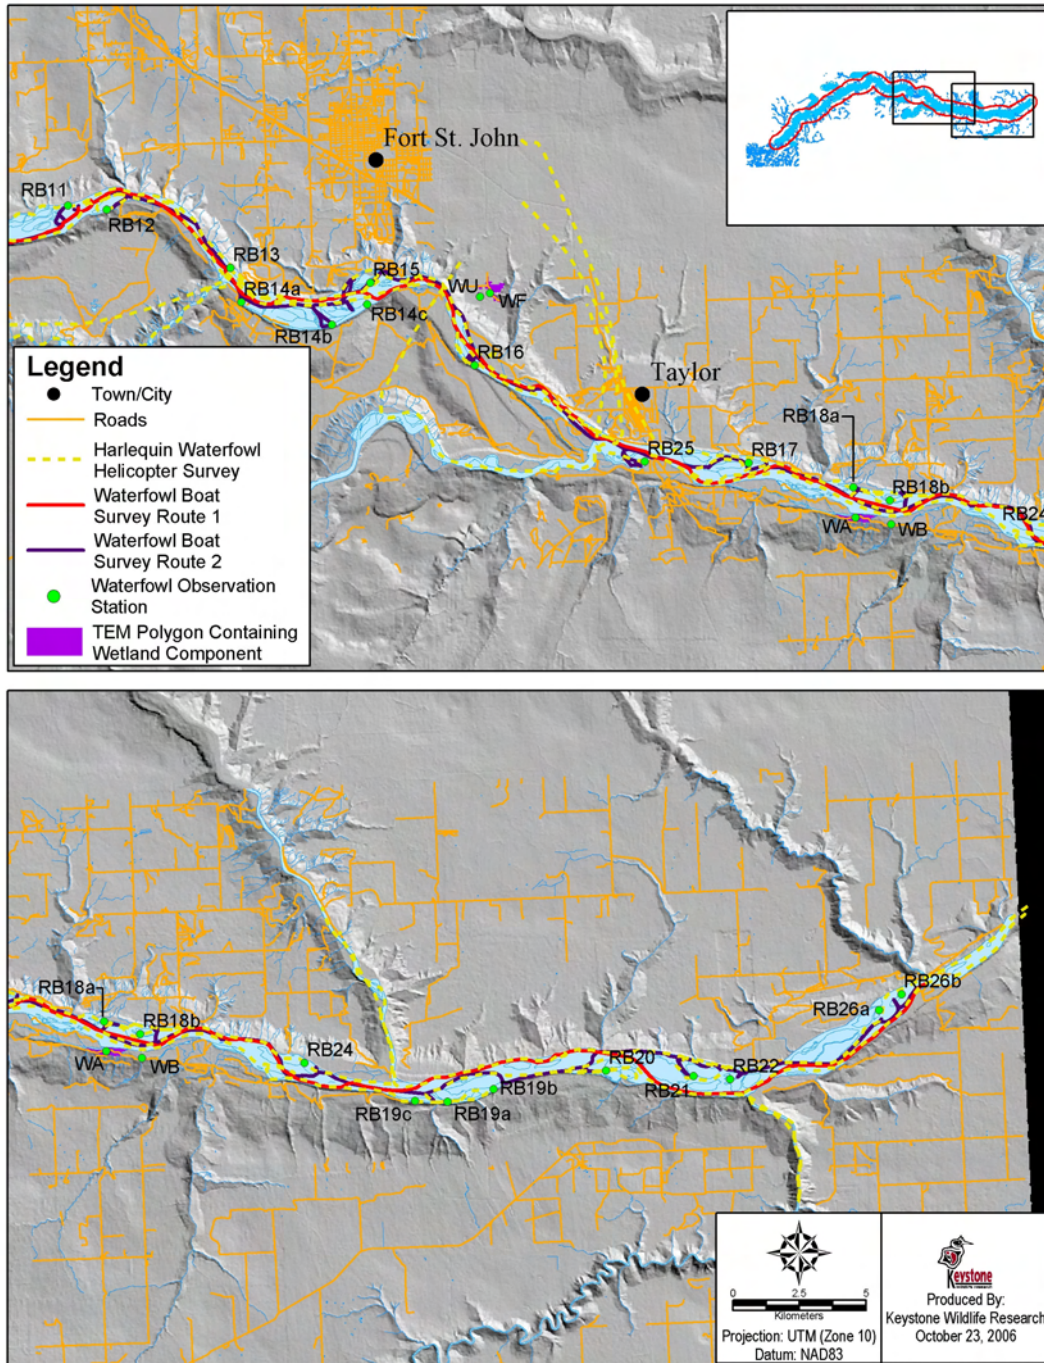 Fort St. John
RB11
RB12
RB13
RB14a
RB15
RB14c
RB14b
WU
WF
RB16
Taylor
RB18a
RB25
RB17
RB18b
RB24
WA
WB
Legend
Town/City
Roads
Harlequin Waterfowl
Helicopter Survey
Waterfowl Boat
Survey Route 1
Waterfowl Boat
Survey Route 2
Waterfowl Observation
Station
TEM Polygon Containing
Wetland Component
RB18a
RB18b
WA
WB
RB24
RB19c
RB19a
RB19b
RB20
RB21
RB22
RB26a
RB26b
0 2.5 5
Kilometers
Projection: UTM (Zone 10)
Datum: NAD83
Keystone
Produced By:
Keystone Wildlife Research
October 23, 2006